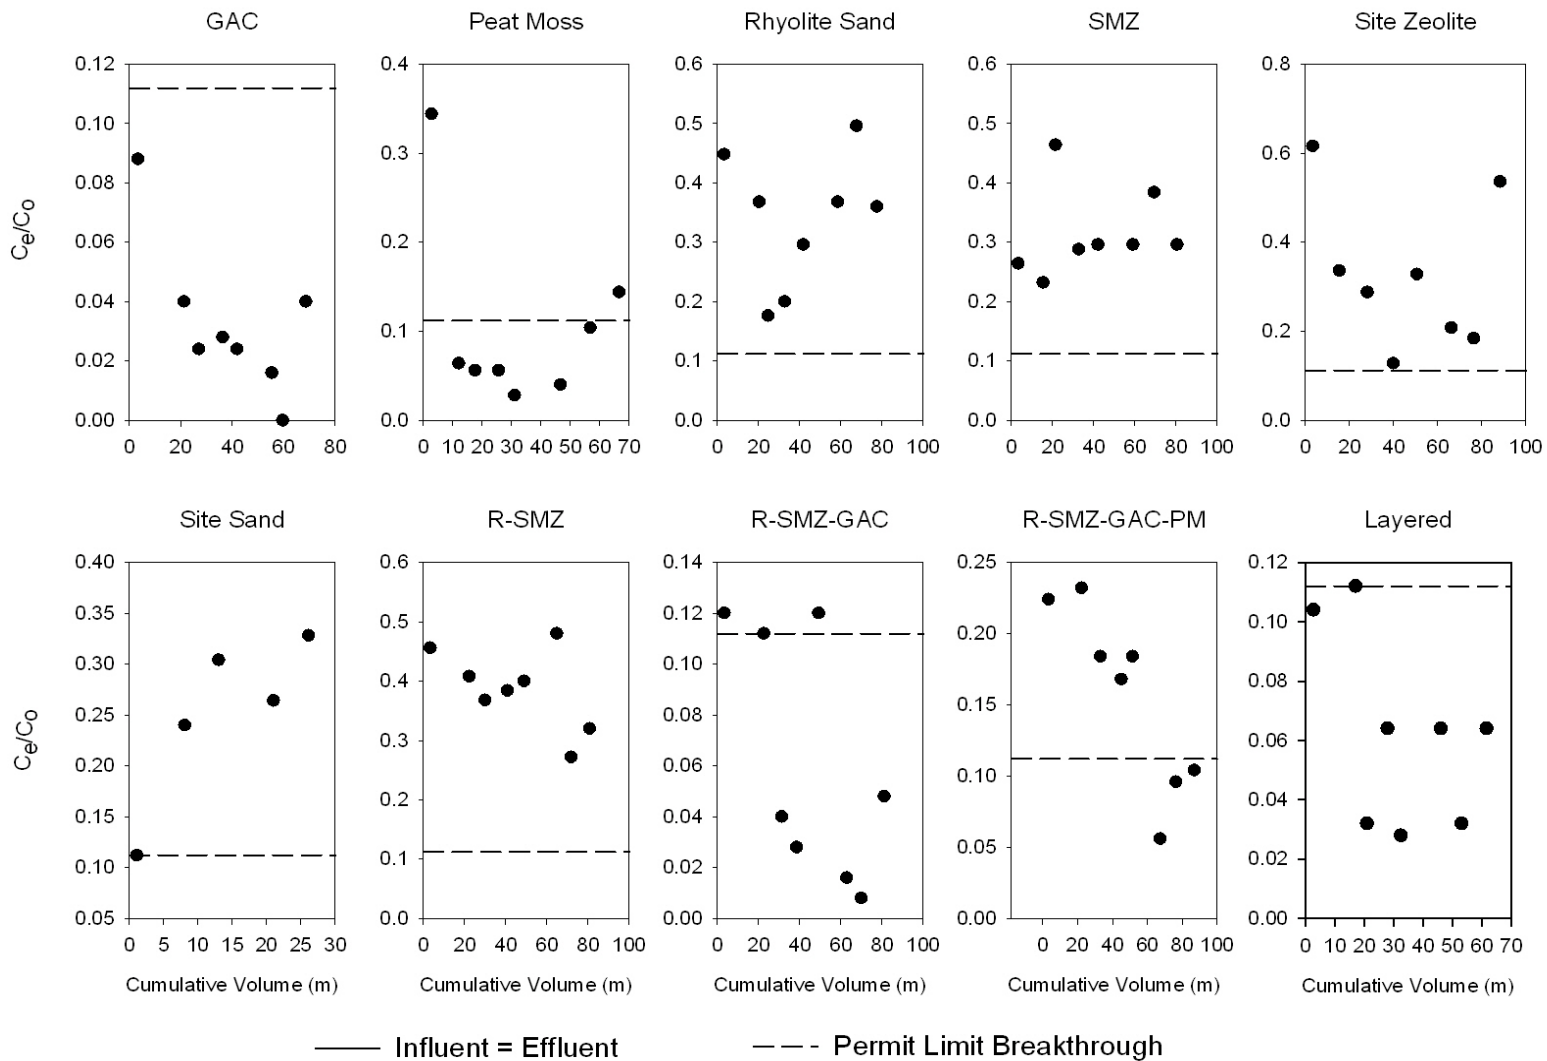 GAC Peat Moss Rhyolite Sand SMZ Site Zeolite
0.12 0.4 0.6 0.6 0.8
0.10 0.5 0.5
0.3 0.6
0.08 0.4 0.4
Ce/Co 0.06 0.2 0.3 0.3 0.4
0.04 0.2 0.2
0.1 0.2
0.02 0.1 0.1
0.00 0.0 0.0 0.0 0.0
0 20 40 60 80 0 10 20 30 40 50 60 70 0 20 40 60 80 100 0 20 40 60 80 100 0 20 40 60 80 100
Site Sand R-SMZ R-SMZ-GAC R-SMZ-GAC-PM Layered
0.40 0.6 0.14 0.25 0.12
0.35 0.5 0.12 0.10
0.30 0.20
0.4 0.10 0.08
0.25 0.08 0.15
Ce/Co 0.3 0.06
0.20 0.06 0.10
0.2 0.04 0.04
0.15
0.10 0.1 0.02 0.05 0.02
0.05 0.0 0.00 0.00 0.00
0 5 10 15 20 25 30 0 20 40 60 80 100 0 20 40 60 80 100 0 20 40 60 80 100 0 10 20 30 40 50 60 70
Cumulative Volume (m) Cumulative Volume (m) Cumulative Volume (m) Cumulative Volume (m) Cumulative Volume (m)
Influent = Effluent Permit Limit Breakthrough